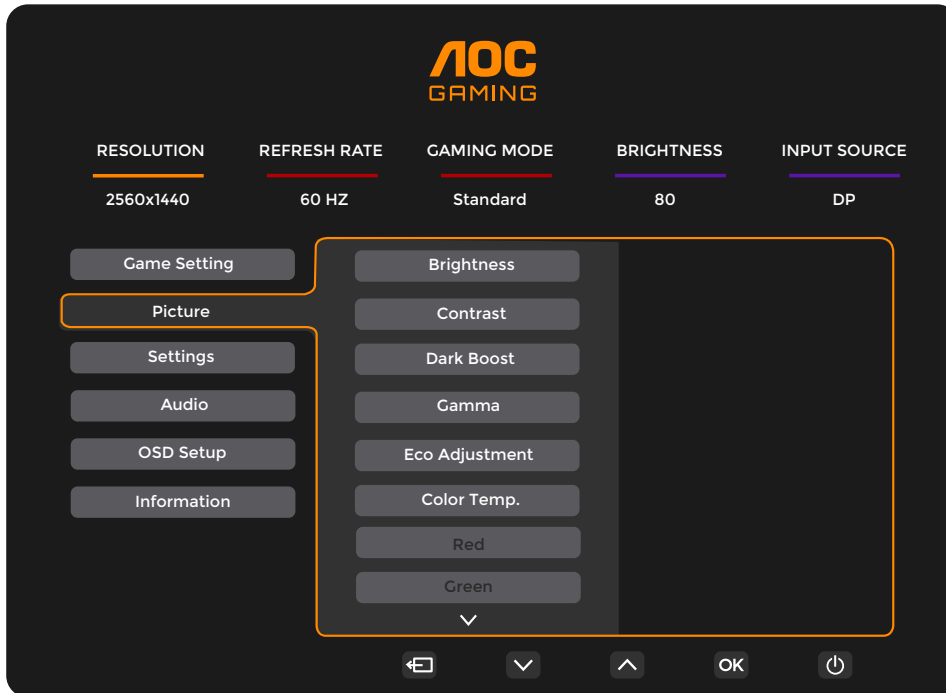 AOC
GAMING
RESOLUTION REFRESH RATE GAMING MODE BRIGHTNESS INPUT SOURCE
2560x1440 60 HZ Standard 80 DP
Game Setting
Picture
Settings
Audio
OSD Setup
Information
Brightness
Contrast
Dark Boost
Gamma
Eco Adjustment
Color Temp.
Red
Green
OK